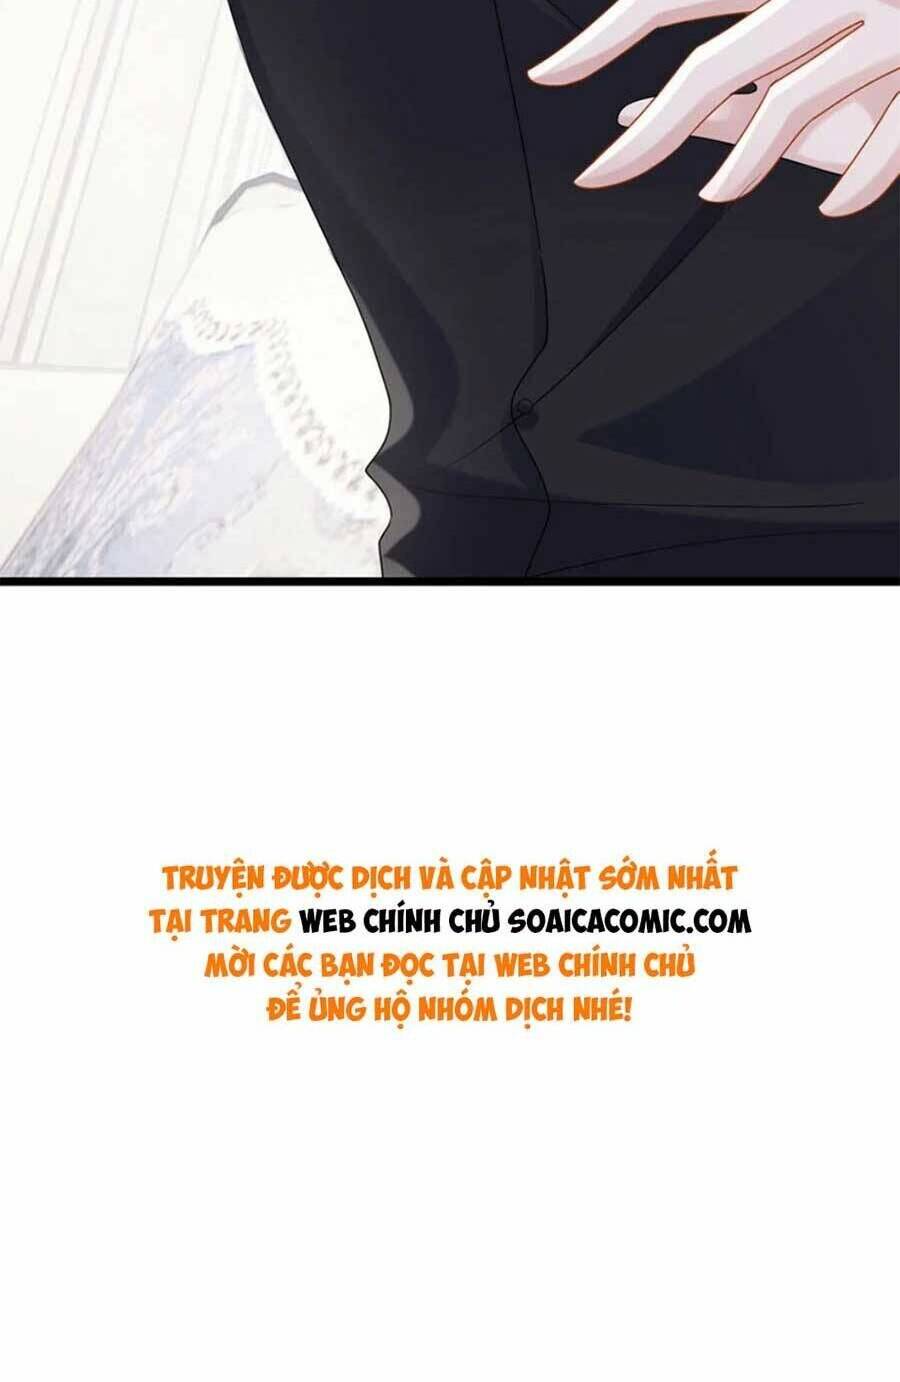 TRUYỆN ĐƯỢC DỊCH VÀ CẬP NHẬT SỚM NHẤT
TẠI TRANG WEB CHÍNH CHỦ SOAICACOMIC.COM
MỜI CÁC BẠN ĐỌC TẠI WEB CHÍNH CHỦ
ĐỂ ỦNG HỘ NHÓM DỊCH NHÉ!